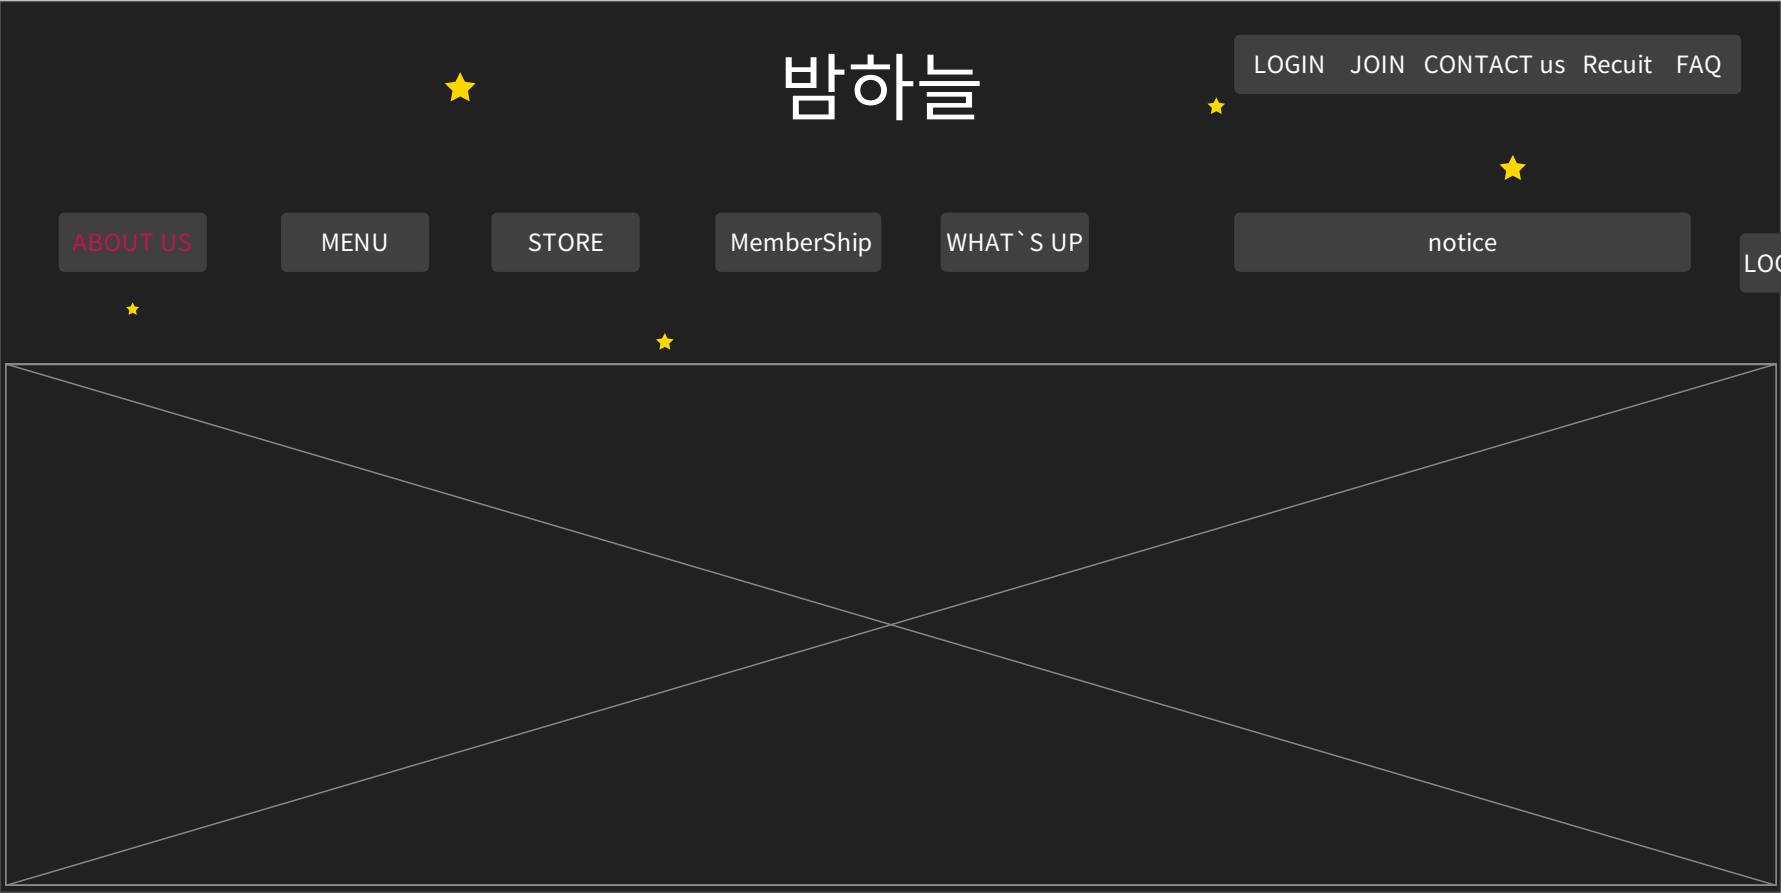 밤하늘
LOGIN JOIN CONTACT us Recuit FAQ
ABOUT US MENU STORE MemberShip WHAT`S UP notice